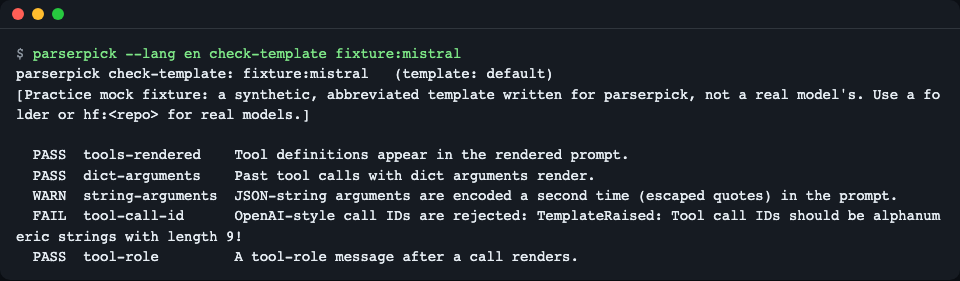 $ parserpick --lang en check-template fixture:mistral
parserpick check-template: fixture:mistral   (template: default)
[Practice mock fixture: a synthetic, abbreviated template written for parserpick, not a real model's. Use a fo
lder or hf:<repo> for real models.]
  PASS  tools-rendered    Tool definitions appear in the rendered prompt.
  PASS  dict-arguments    Past tool calls with dict arguments render.
  WARN  string-arguments  JSON-string arguments are encoded a second time (escaped quotes) in the prompt.
  FAIL  tool-call-id      OpenAI-style call IDs are rejected: TemplateRaised: Tool call IDs should be alphanum
eric strings with length 9!
  PASS  tool-role         A tool-role message after a call renders.